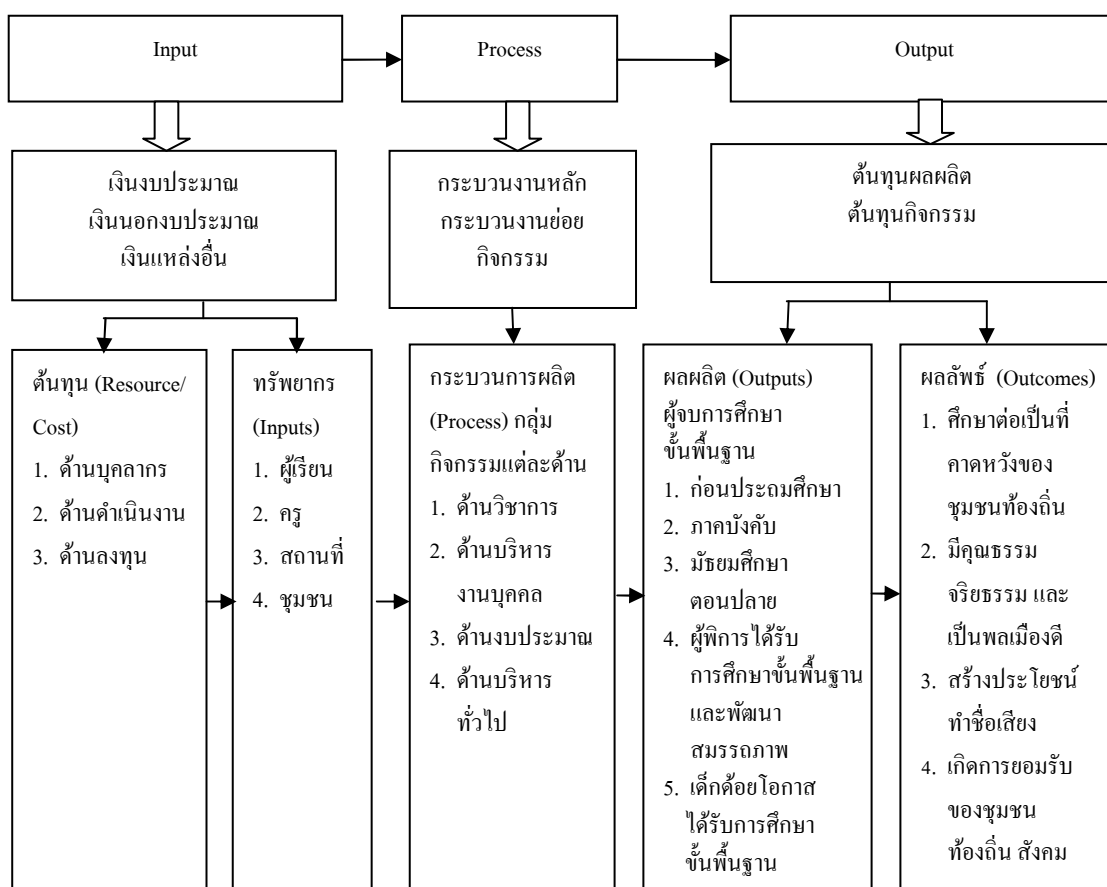 Input
Process
Output
เงินงบประมาณ
เงินนอกงบประมาณ
เงินแหล่งอื่น
กระบวนงานหลัก
กระบวนงานย่อย
กิจกรรม
ต้นทุนผลผลิต
ต้นทุนกิจกรรม
ต้นทุน (Resource/
Cost)
1. ด้านบุคลากร
2. ด้านดำเนินงาน
3. ด้านลงทุน
ทรัพยากร
(Inputs)
1. ผู้เรียน
2. ครู
3. สถานที่
4. ชุมชน
กระบวนการผลิต
(Process) กลุ่ม
กิจกรรมแต่ละด้าน
1. ด้านวิชาการ
2. ด้านบริหาร
งานบุคคล
3. ด้านงบประมาณ
4. ด้านบริหาร
ทั่วไป
ผลผลิต (Outputs)
ผู้จบการศึกษา
ขั้นพื้นฐาน
1. ก่อนประถมศึกษา
2. ภาคบังคับ
3. มัธยมศึกษา
ตอนปลาย
4. ผู้พิการได้รับ
การศึกษาขั้นพื้นฐาน
และพัฒนา
สมรรถภาพ
5. เด็กด้อยโอกาส
ได้รับการศึกษา
ขั้นพื้นฐาน
ผลลัพธ์ (Outcomes)
1. ศึกษาต่อเป็นที่
คาดหวังของ
ชุมชนท้องถิ่น
2. มีคุณธรรม
จริยธรรม และ
เป็นพลเมืองดี
3. สร้างประโยชน์
ทำชื่อเสียง
4. เกิดการยอมรับ
ของชุมชน
ท้องถิ่น สังคม